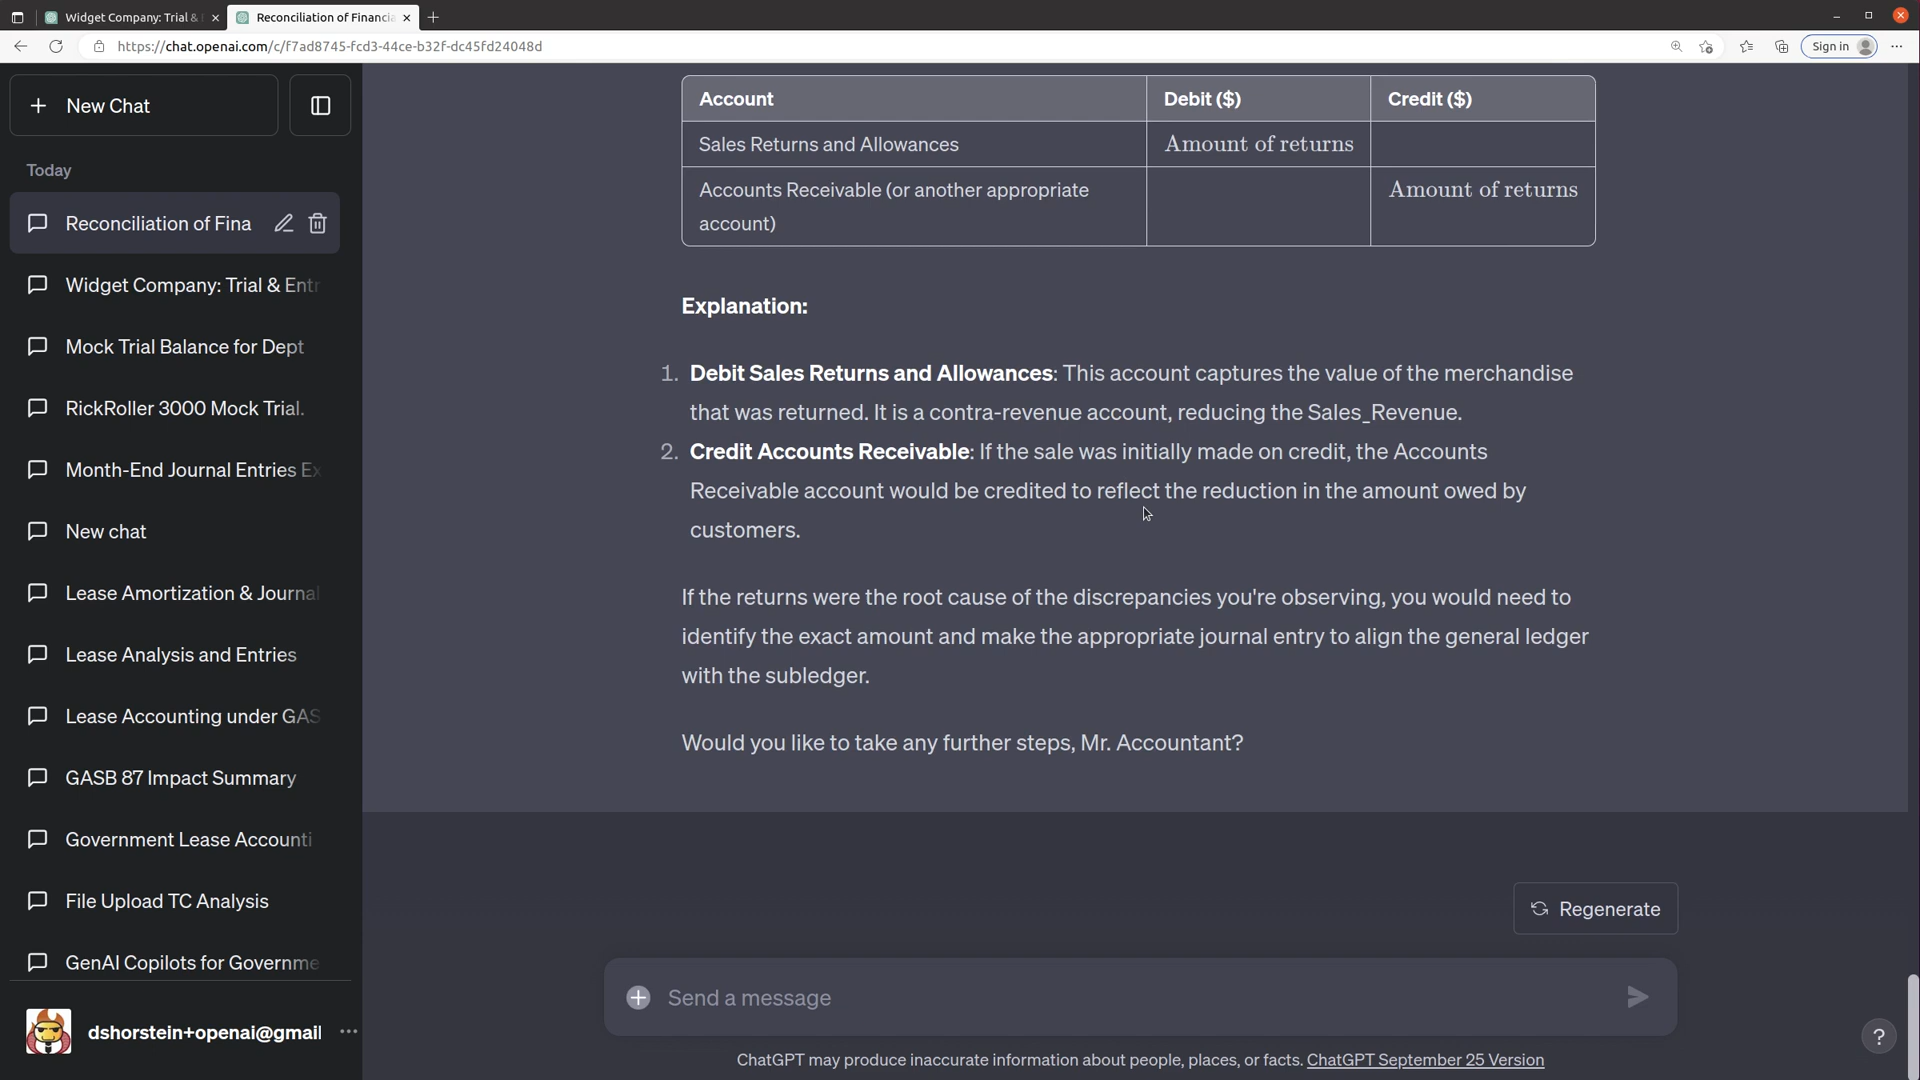 Widget Company: Trial &
Reconciliation of Financia
https://chat.openai.com/c/f7ad8745-fcd3-44ce-b32f-dc45fd24048d
Sign in
New Chat
Today
Reconciliation of Fina
Widget Company: Trial & Entr
Mock Trial Balance for Dept
RickRoller 3000 Mock Trial.
Month-End Journal Entries Ex
New chat
Lease Amortization & Journal
Lease Analysis and Entries
Lease Accounting under GAS
GASB 87 Impact Summary
Government Lease Accounti
File Upload TC Analysis
GenAI Copilots for Governme
dshorstein+openai@gmail
Account Debit ($) Credit ($)
Sales Returns and Allowances Amount of returns
Accounts Receivable (or another appropriate Amount of returns
account)
Explanation:
1. Debit Sales Returns and Allowances: This account captures the value of the merchandise
that was returned. It is a contra-revenue account, reducing the Sales_Revenue.
2. Credit Accounts Receivable: If the sale was initially made on credit, the Accounts
Receivable account would be credited to reflect the reduction in the amount owed by
customers.
If the returns were the root cause of the discrepancies you're observing, you would need to
identify the exact amount and make the appropriate journal entry to align the general ledger
with the subledger.
Would you like to take any further steps, Mr. Accountant?
Regenerate
Send a message
ChatGPT may produce inaccurate information about people, places, or facts. ChatGPT September 25 Version
?